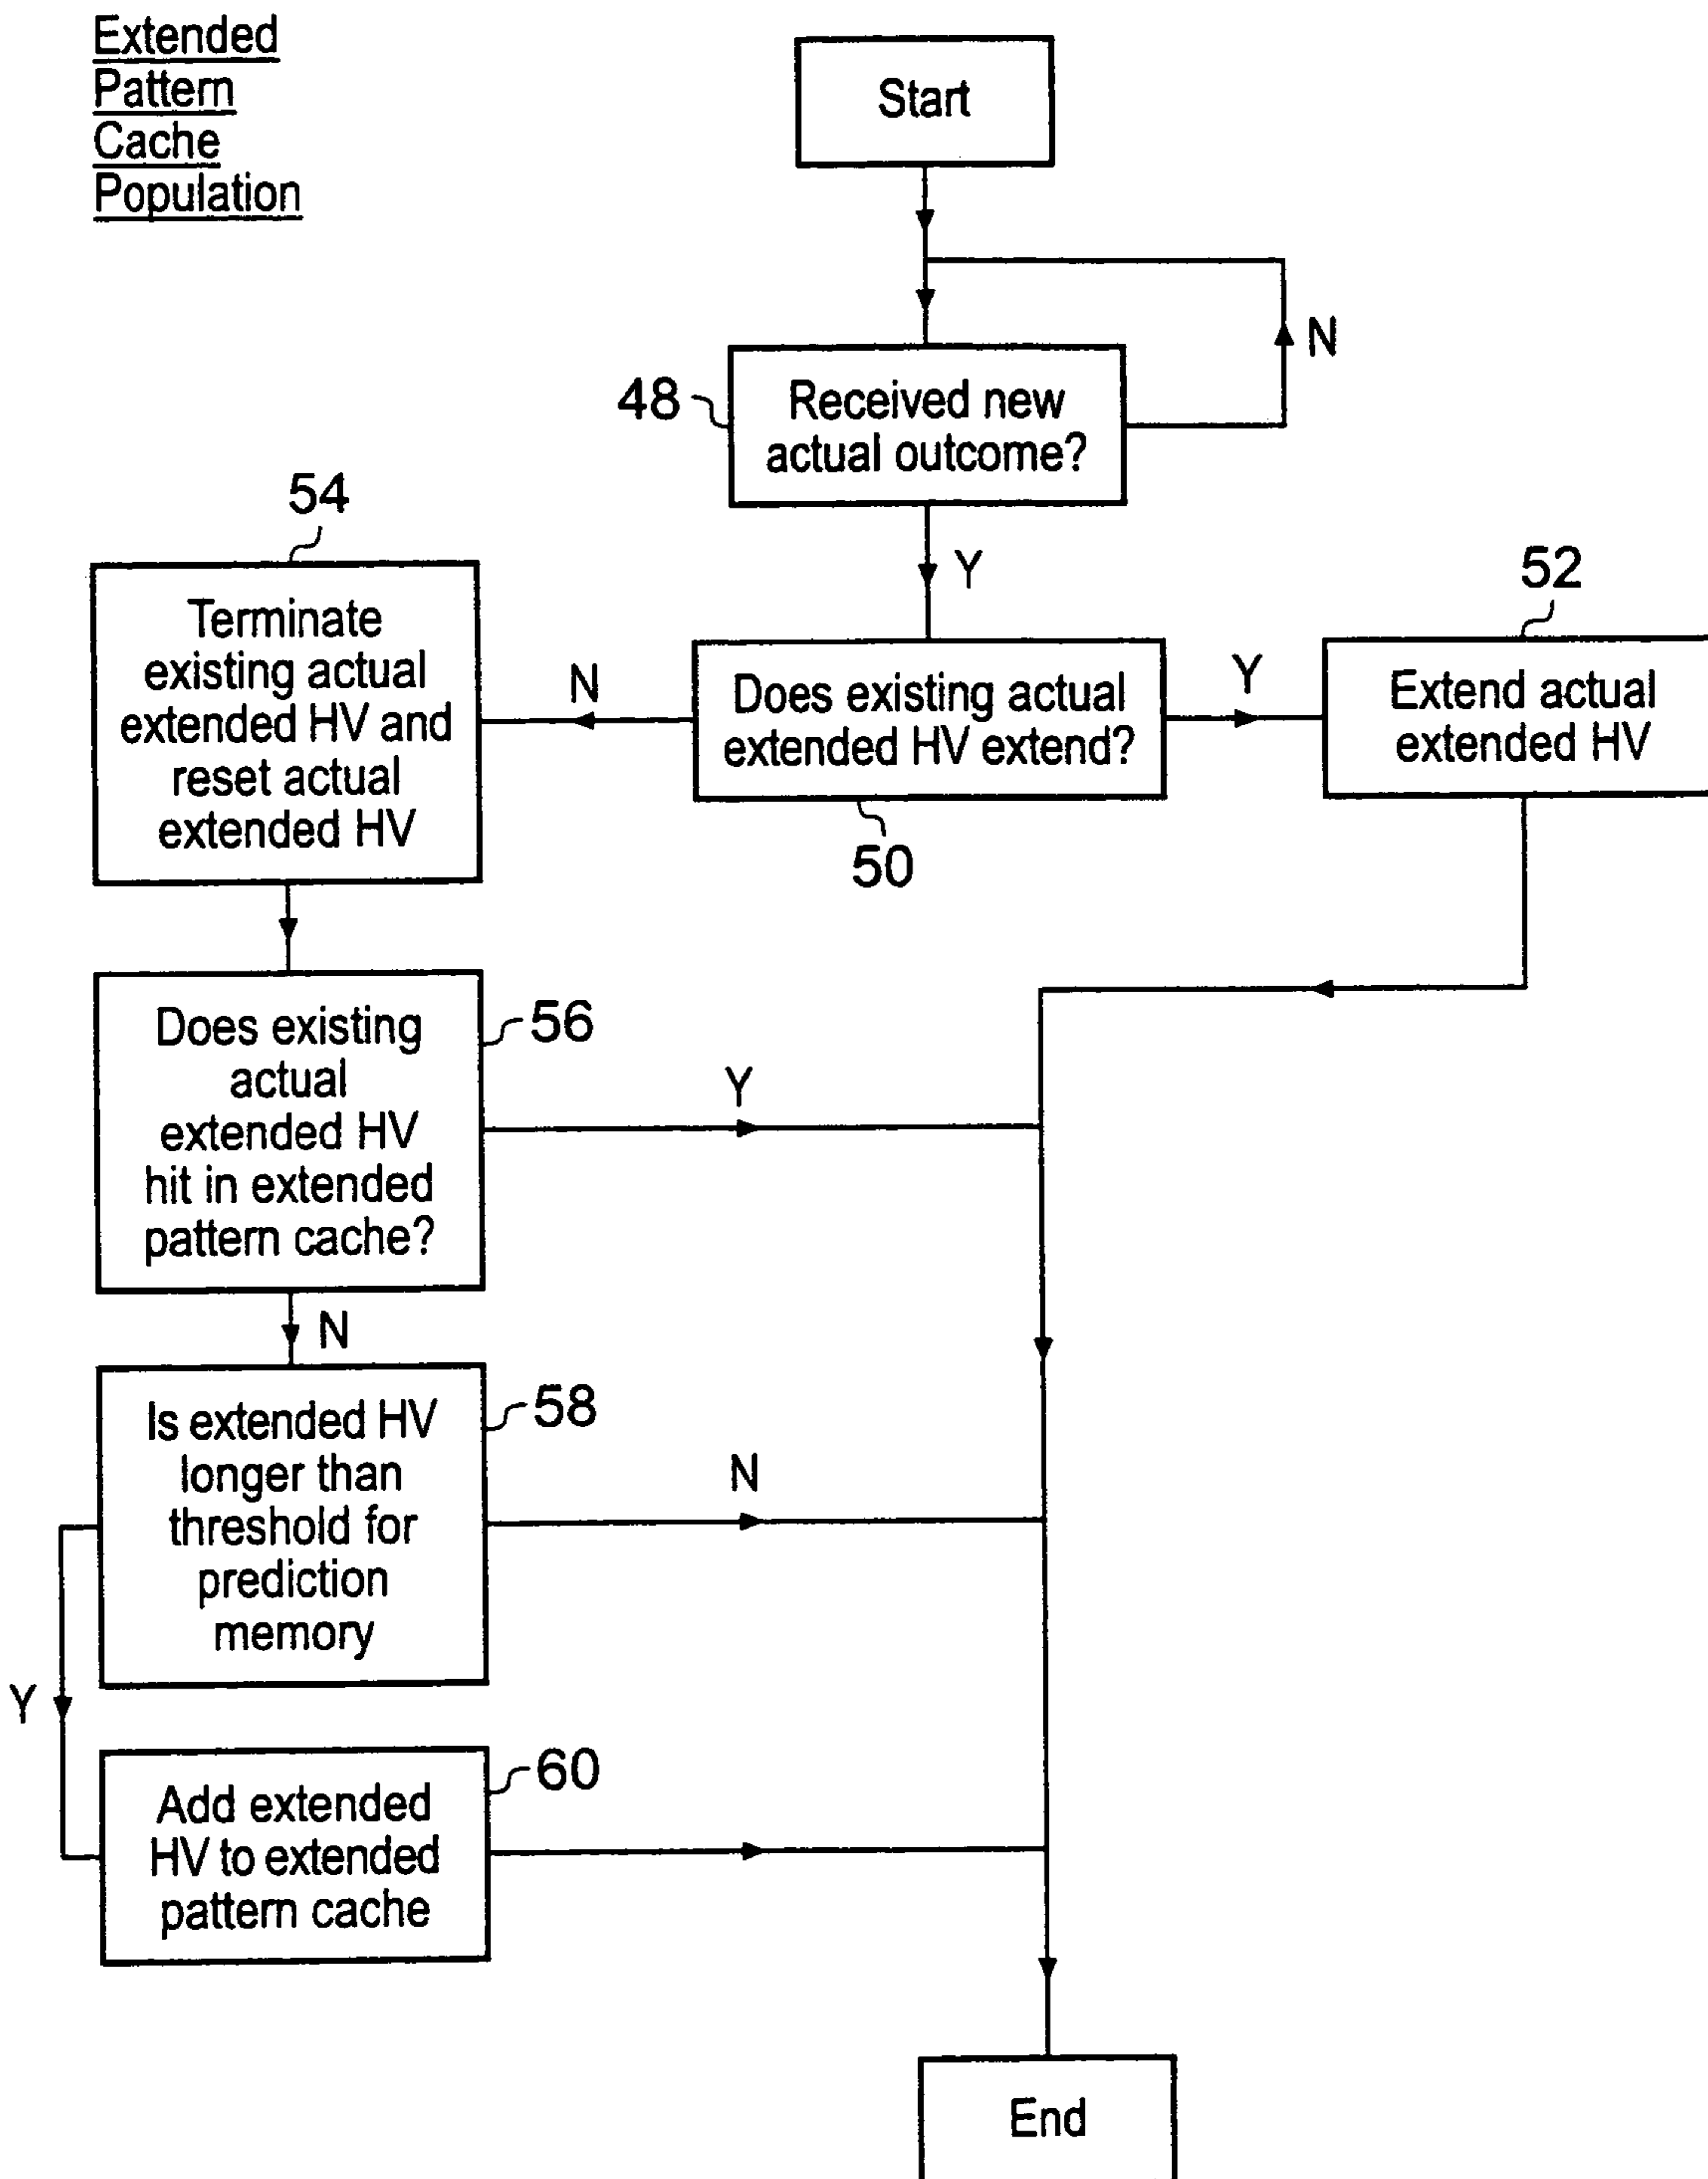 Extended
Pattern
Cache
Population
Start
N
48
Received new
actual outcome?
Y
54
52
Terminate
existing actual
extended HV and
reset actual
extended HV
N
Does existing actual
extended HV extend?
Y
Extend actual
extended HV
50
Does existing
actual
extended HV
hit in extended
pattern cache?
56
Y
N
Is extended HV
longer than
threshold for
prediction
memory
58
N
Y
Add extended
HV to extended
pattern cache
60
End